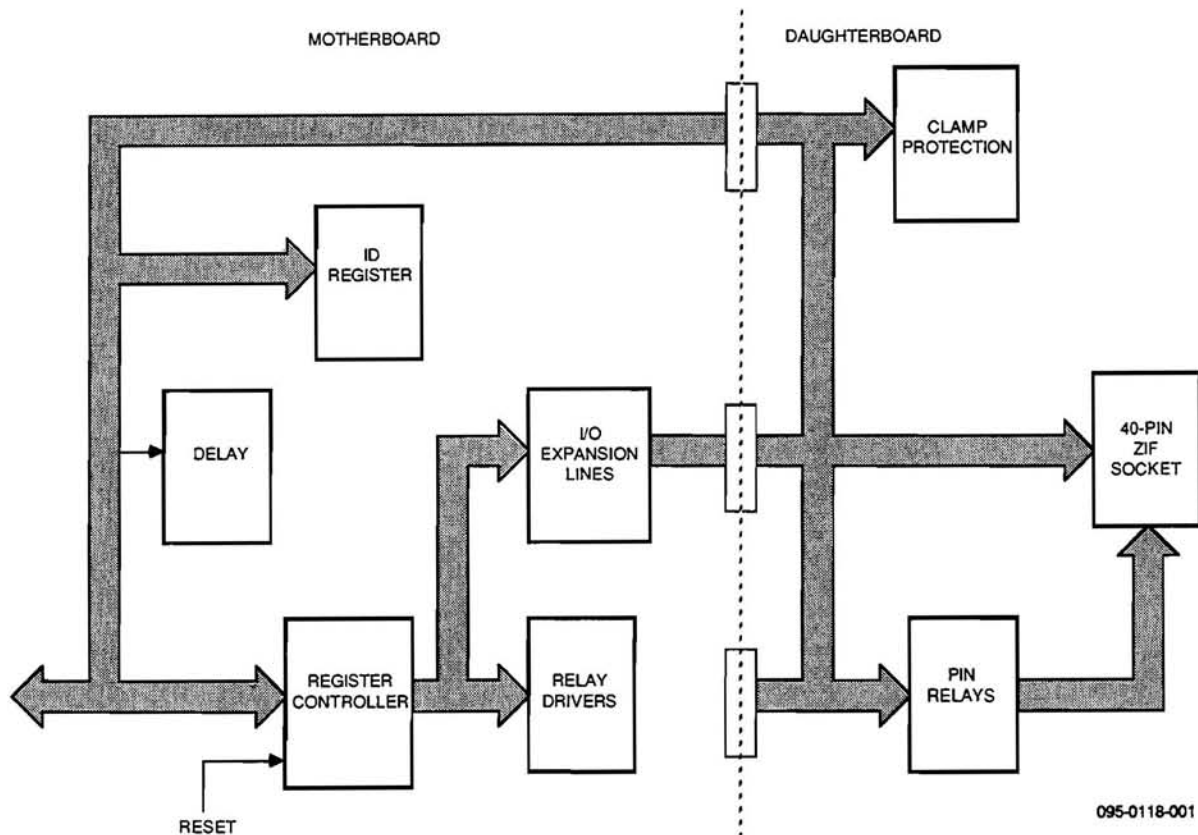 MOTHERBOARD
DAUGHTERBOARD
CLAMP
PROTECTION
ID
REGISTER
DELAY
I/O
EXPANSION
LINES
40-PIN
ZIF
SOCKET
REGISTER
CONTROLLER
RELAY
DRIVERS
PIN
RELAYS
RESET
095-0118-001